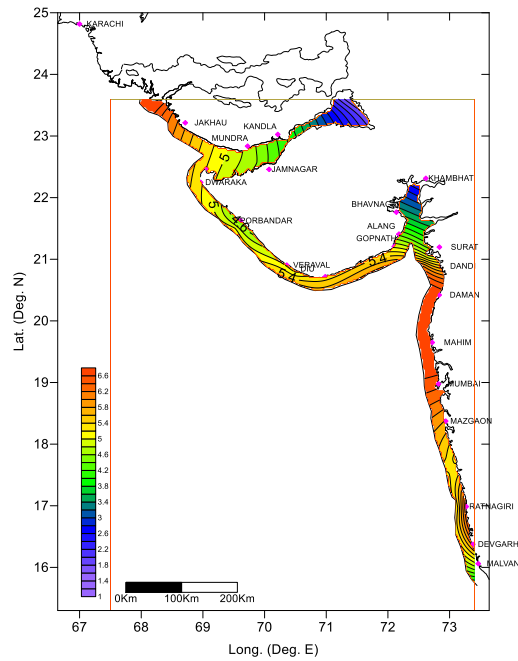 25
24
23
22
21
20
19
18
17
16
Lat. (Deg. N)
KARACHI
JAKHAU
KANDLA
MUNDRA
5
JAMNAGAR
DWARAKA
KHAMBHAT
BHAVNAG
5
4.6
PORBANDAR
ALANG
GOPNATH
SURAT
VERAVAL
DIU
5.4
5.4
DAND
DAMAN
MAHIM
MUMBAI
MAZGAON
RATNAGIRI
DEVGARH
MALVAN
6.6
6.2
5.8
5.4
5
4.6
4.2
3.8
3.4
3
2.6
2.2
1.8
1.4
1
0Km
100Km
200Km
67
68
69
70
71
72
73
Long. (Deg. E)